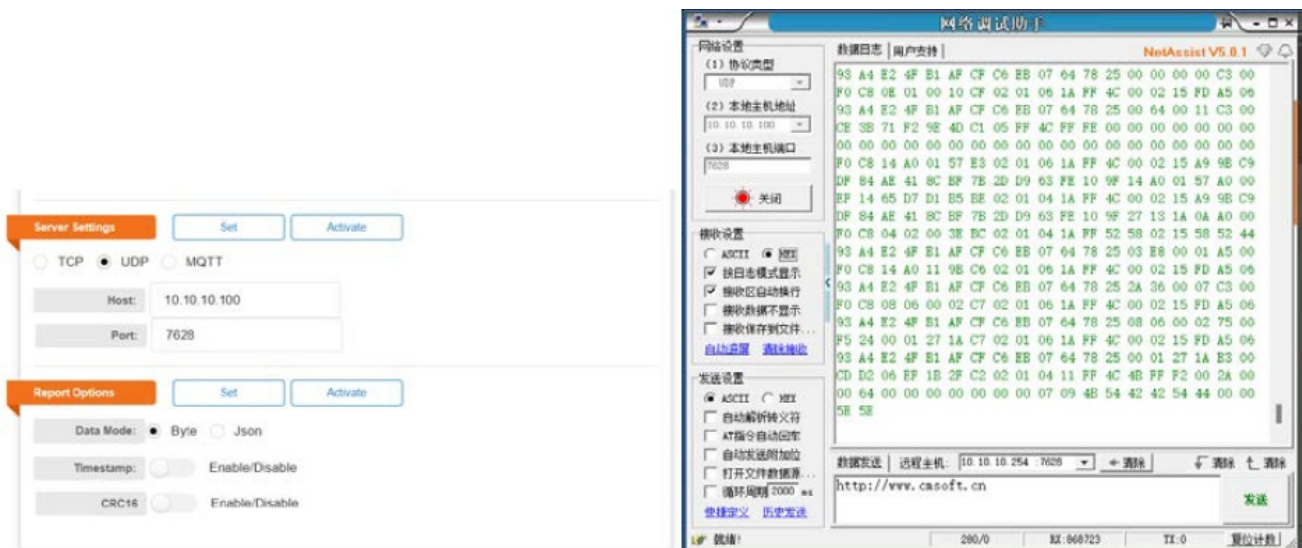 Server Settings
Set
Activate
TCP
UDP
MQTT
Host:
10.10.10.100
Port:
7628
Report Options
Set
Activate
Data Mode:
Byte
Json
Timestamp:
Enable/Disable
CRC16
Enable/Disable
网络调试助手
网络设置
(1) 协议类型
UDP
(2) 本地主机地址
10.10.10.100
(3) 本地主机端口
7628
关闭
接收设置
ASCII
HEX
按日志模式显示
接收区自动换行
接收数据不显示
接收保存到文件...
自动滚屏
清除接收
发送设置
ASCII
HEX
自动解析转义符
AT指令自动回车
自动发送附加位
打开文件数据源...
循环周期 2000 ms
快捷定义
历史发送
数据日志
用户支持
NetAssist V5.0.1
93 A4 E2 4F B1 AF CF C6 EB 07 64 78 25 00 00 00 00 C3 00
F0 C8 0E 01 00 10 CF 02 01 06 1A FF 4C 00 02 15 FD A5 06
93 A4 E2 4F B1 AF CF C6 EB 07 64 78 25 00 64 00 11 C3 00
CE 3B 71 F2 9E 4D C1 05 FF 4C FF FE 00 00 00 00 00 00 00
00 00 00 00 00 00 00 00 00 00 00 00 00 00 00 00 00 00 00
F0 C8 14 A0 01 57 E3 02 01 06 1A FF 4C 00 02 15 A9 9B C9
DF 84 AE 41 8C BF 7B 2D D9 63 FE 10 9F 14 A0 01 57 A0 00
EF 14 65 D7 D1 B5 BE 02 01 04 1A FF 4C 00 02 15 A9 9B C9
DF 84 AE 41 8C BF 7B 2D D9 63 FE 10 9F 27 13 1A 0A A0 00
F0 C8 04 02 00 3E BC 02 01 04 1A FF 52 58 02 15 58 52 44
93 A4 E2 4F B1 AF CF C6 EB 07 64 78 25 03 E8 00 01 A5 00
F0 C8 14 A0 11 9B C6 02 01 06 1A FF 4C 00 02 15 FD A5 06
93 A4 E2 4F B1 AF CF C6 EB 07 64 78 25 2A 36 00 07 C3 00
F0 C8 08 06 00 02 C7 02 01 06 1A FF 4C 00 02 15 FD A5 06
93 A4 E2 4F B1 AF CF C6 EB 07 64 78 25 08 06 00 02 75 00
F5 24 00 01 27 1A C7 02 01 06 1A FF 4C 00 02 15 FD A5 06
93 A4 E2 4F B1 AF CF C6 EB 07 64 78 25 00 01 27 1A B3 00
CD D2 06 EF 1B 2F C2 02 01 04 11 FF 4C 4B FF F2 00 2A 00
00 64 00 00 00 00 00 00 00 07 09 4B 54 42 42 54 44 00 00
5E 5E
数据发送
远程主机:
10.10.10.254 :7628
清除
清除
清除
http://www.cmsoft.cn
发送
就绪!
280/0
RX:868723
TX:0
复位计数